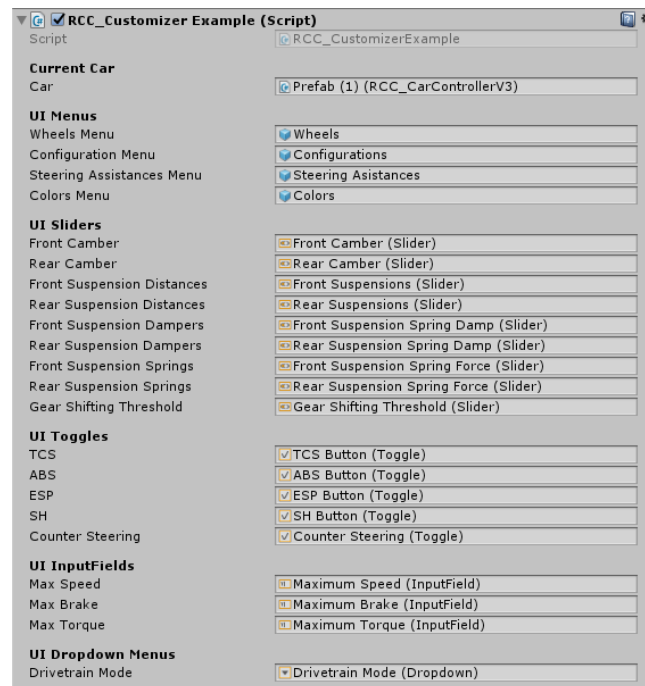 RCC_Customizer Example (Script)
Script RCC_CustomizerExample
Current Car
Car Prefab (1) (RCC_CarControllerV3)
UI Menus
Wheels Menu Wheels
Configuration Menu Configurations
Steering Assistances Menu Steering Asistances
Colors Menu Colors
UI Sliders
Front Camber Front Camber (Slider)
Rear Camber Rear Camber (Slider)
Front Suspension Distances Front Suspensions (Slider)
Rear Suspension Distances Rear Suspensions (Slider)
Front Suspension Dampers Front Suspension Spring Damp (Slider)
Rear Suspension Dampers Rear Suspension Spring Damp (Slider)
Front Suspension Springs Front Suspension Spring Force (Slider)
Rear Suspension Springs Rear Suspension Spring Force (Slider)
Gear Shifting Threshold Gear Shifting Threshold (Slider)
UI Toggles
TCS TCS Button (Toggle)
ABS ABS Button (Toggle)
ESP ESP Button (Toggle)
SH SH Button (Toggle)
Counter Steering Counter Steering (Toggle)
UI InputFields
Max Speed Maximum Speed (InputField)
Max Brake Maximum Brake (InputField)
Max Torque Maximum Torque (InputField)
UI Dropdown Menus
Drivetrain Mode Drivetrain Mode (Dropdown)